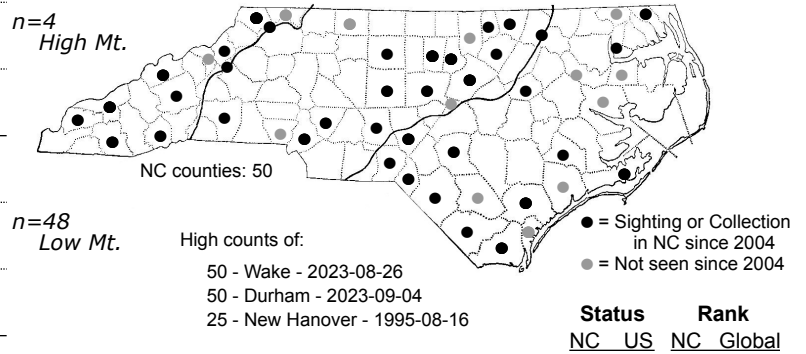 n=4
High Mt.
NC counties: 50
n=48
Low Mt.
High counts of:
50 - Wake - 2023-08-26
50 - Durham - 2023-09-04
25 - New Hanover - 1995-08-16
= Sighting or Collection
in NC since 2004
= Not seen since 2004
Status Rank
NC US NC Global